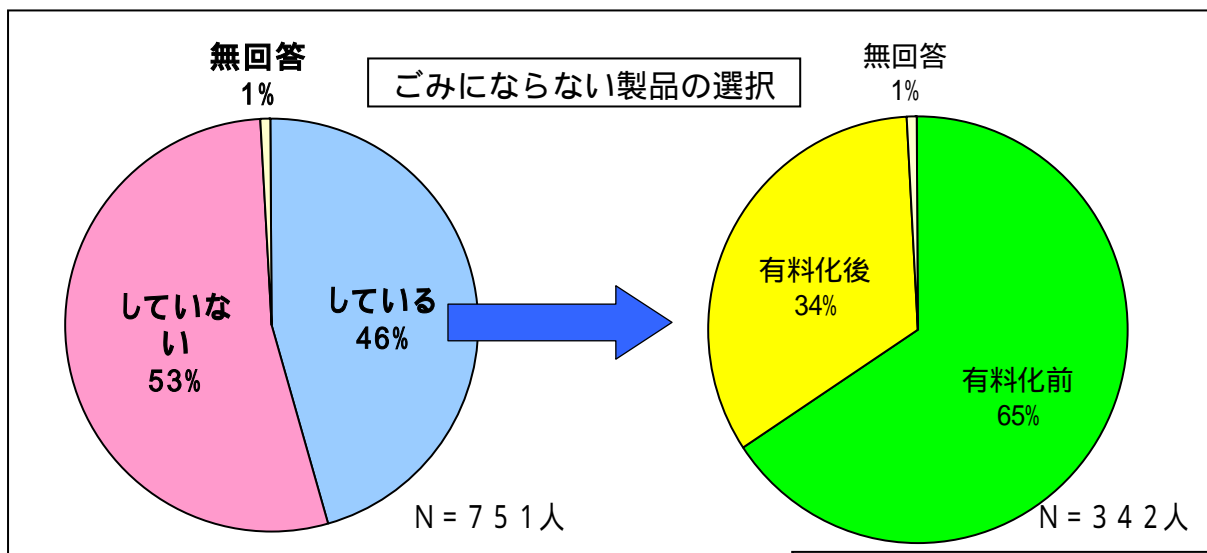 ごみにならない製品の選択
無回答
1%
していな
い
53%
している
46%
N=751人
無回答
1%
有料化後
34%
有料化前
65%
N=342人